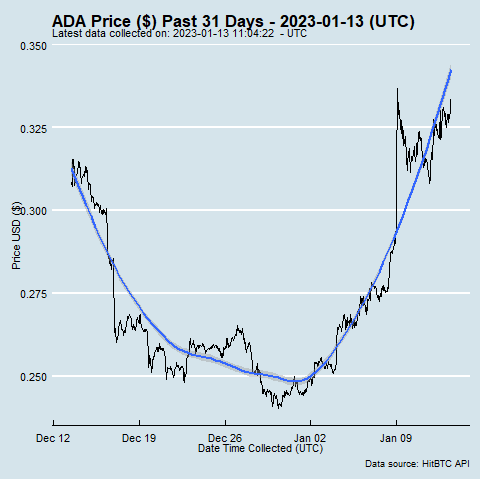 ADA Price ($) Past 31 Days - 2023-01-13 (UTC)
Latest data collected on: 2023-01-13 11:04:22  - UTC
0.350
0.325
0.300
0.275
0.250
Price USD ($)
Dec 12
Dec 19
Dec 26
Jan 02
Jan 09
Date Time Collected (UTC)
Data source: HitBTC API